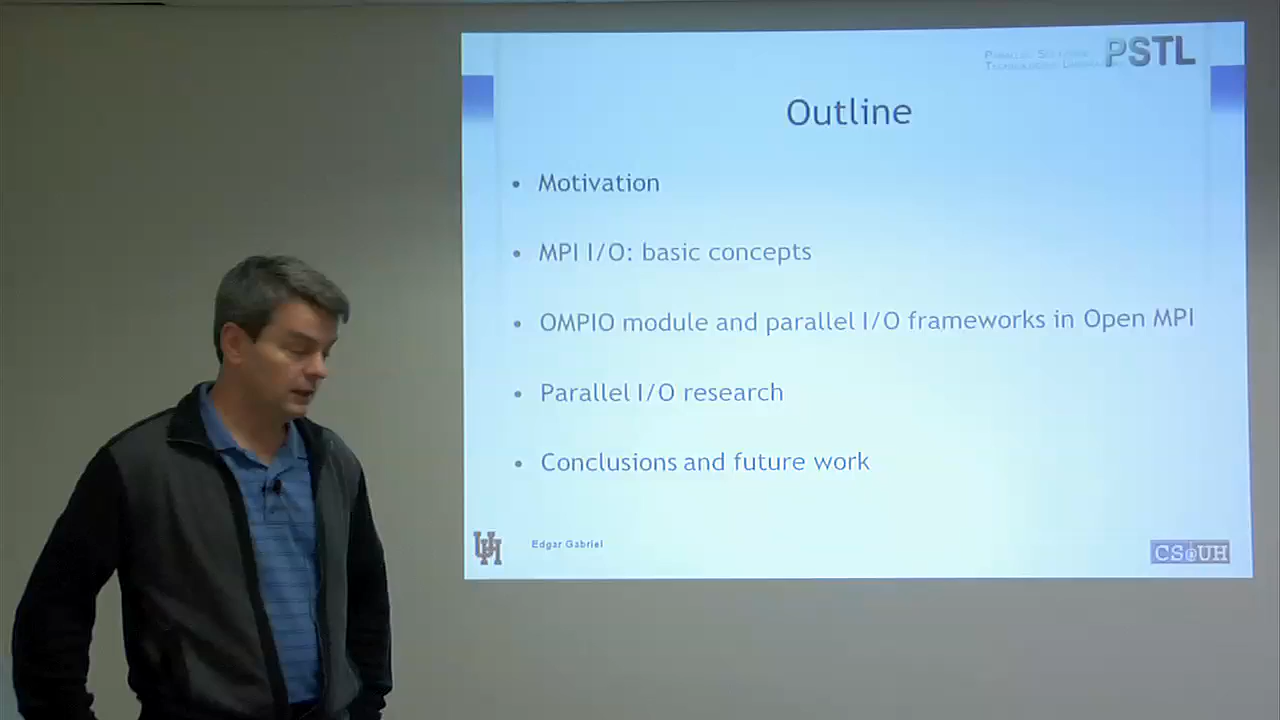 PSTL
Outline
• Motivation
• MPI I/O: basic concepts
• OMPIO module and parallel I/O frameworks in Open MPI
• Parallel I/O research
• Conclusions and future work
UH
Edgar Gabriel
CS@UH